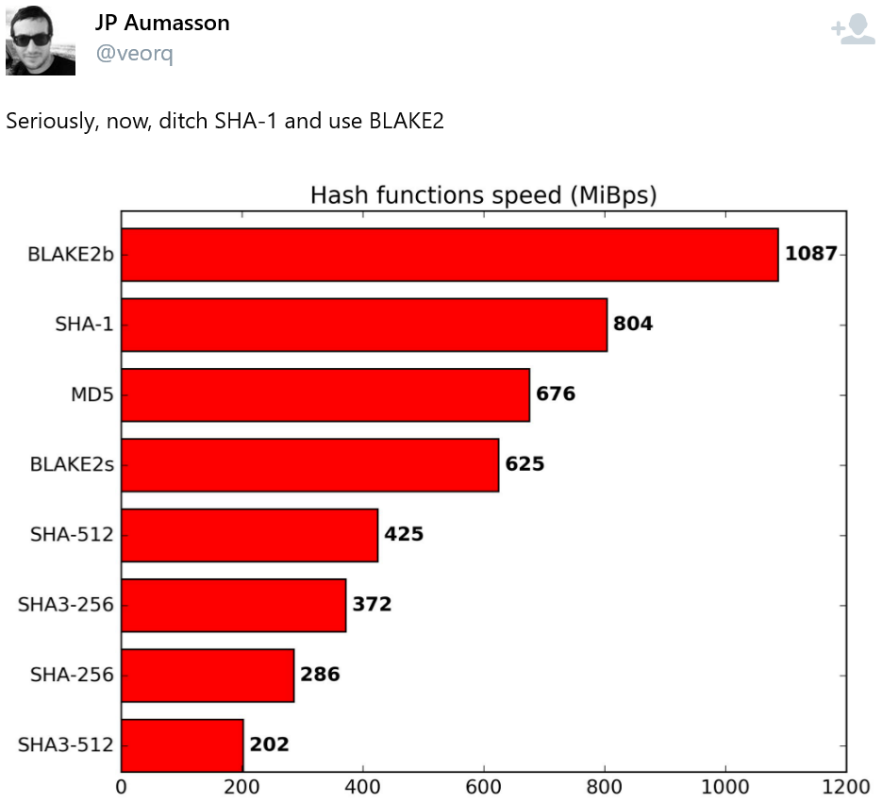 JP Aumasson
@veorq
Seriously, now, ditch SHA-1 and use BLAKE2
Hash functions speed (MiBps)
BLAKE2b 1087
SHA-1 804
MD5 676
BLAKE2s 625
SHA-512 425
SHA3-256 372
SHA-256 286
SHA3-512 202
0 200 400 600 800 1000 1200